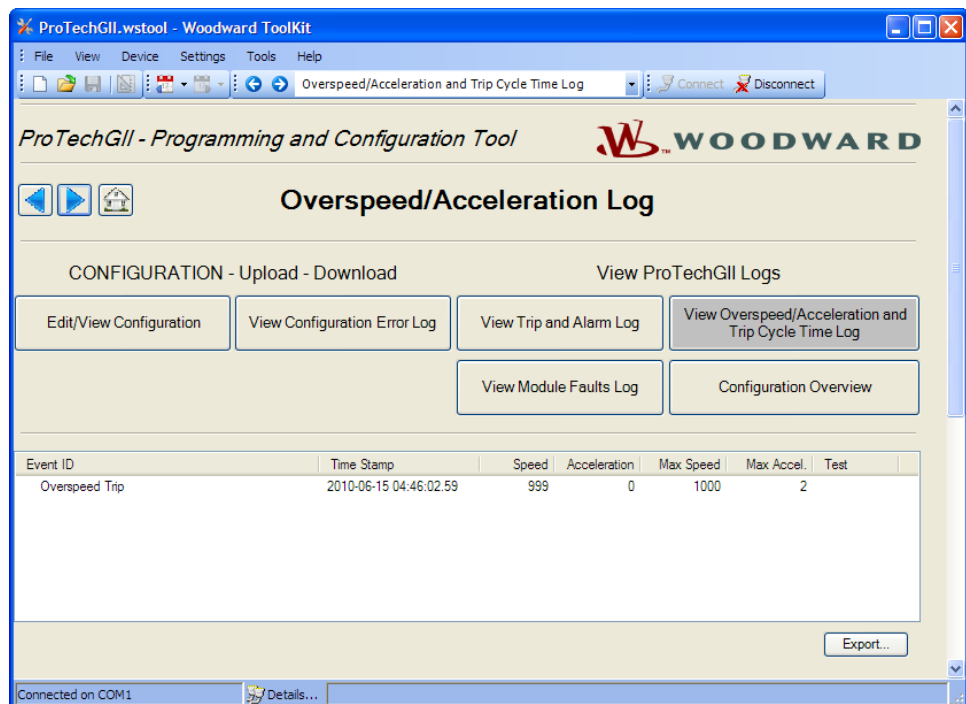 ProTechGII.wstool - Woodward ToolKit
File View Device Settings Tools Help
Overspeed/Acceleration and Trip Cycle Time Log Connect Disconnect
ProTechGII - Programming and Configuration Tool
W™ WOODWARD
Overspeed/Acceleration Log
CONFIGURATION - Upload - Download
View ProTechGII Logs
Edit/View Configuration
View Configuration Error Log
View Trip and Alarm Log
View Overspeed/Acceleration and
Trip Cycle Time Log
View Module Faults Log
Configuration Overview
Event ID Time Stamp Speed Acceleration Max Speed Max Accel. Test
Overspeed Trip 2010-06-15 04:46:02.59 999 0 1000 2
Export...
Connected on COM1 Details...